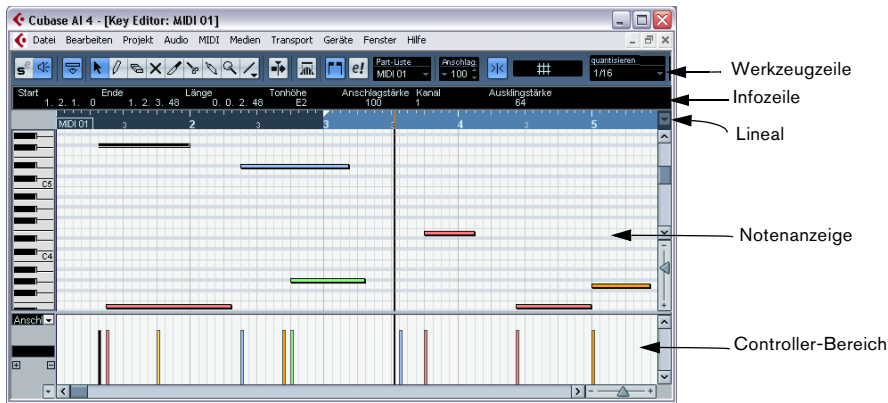 Cubase AI 4 - [Key Editor: MIDI 01]
Datei Bearbeiten Projekt Audio MIDI Medien Transport Geräte Fenster Hilfe
Part-Liste Anschlag: quantisieren
MIDI 01 100 1/16
Werkzeugzeile
Start Ende Länge Tonhöhe Anschlagstärke Kanal Ausklingstärke
1. 2. 1. 0 1. 2. 3. 48 0. 0. 2. 48 E2 100 1 64
Infozeile
MIDI 01 3 2 3 3 4 3 5
Lineal
C5
Notenanzeige
C4
Anschl
Controller-Bereich